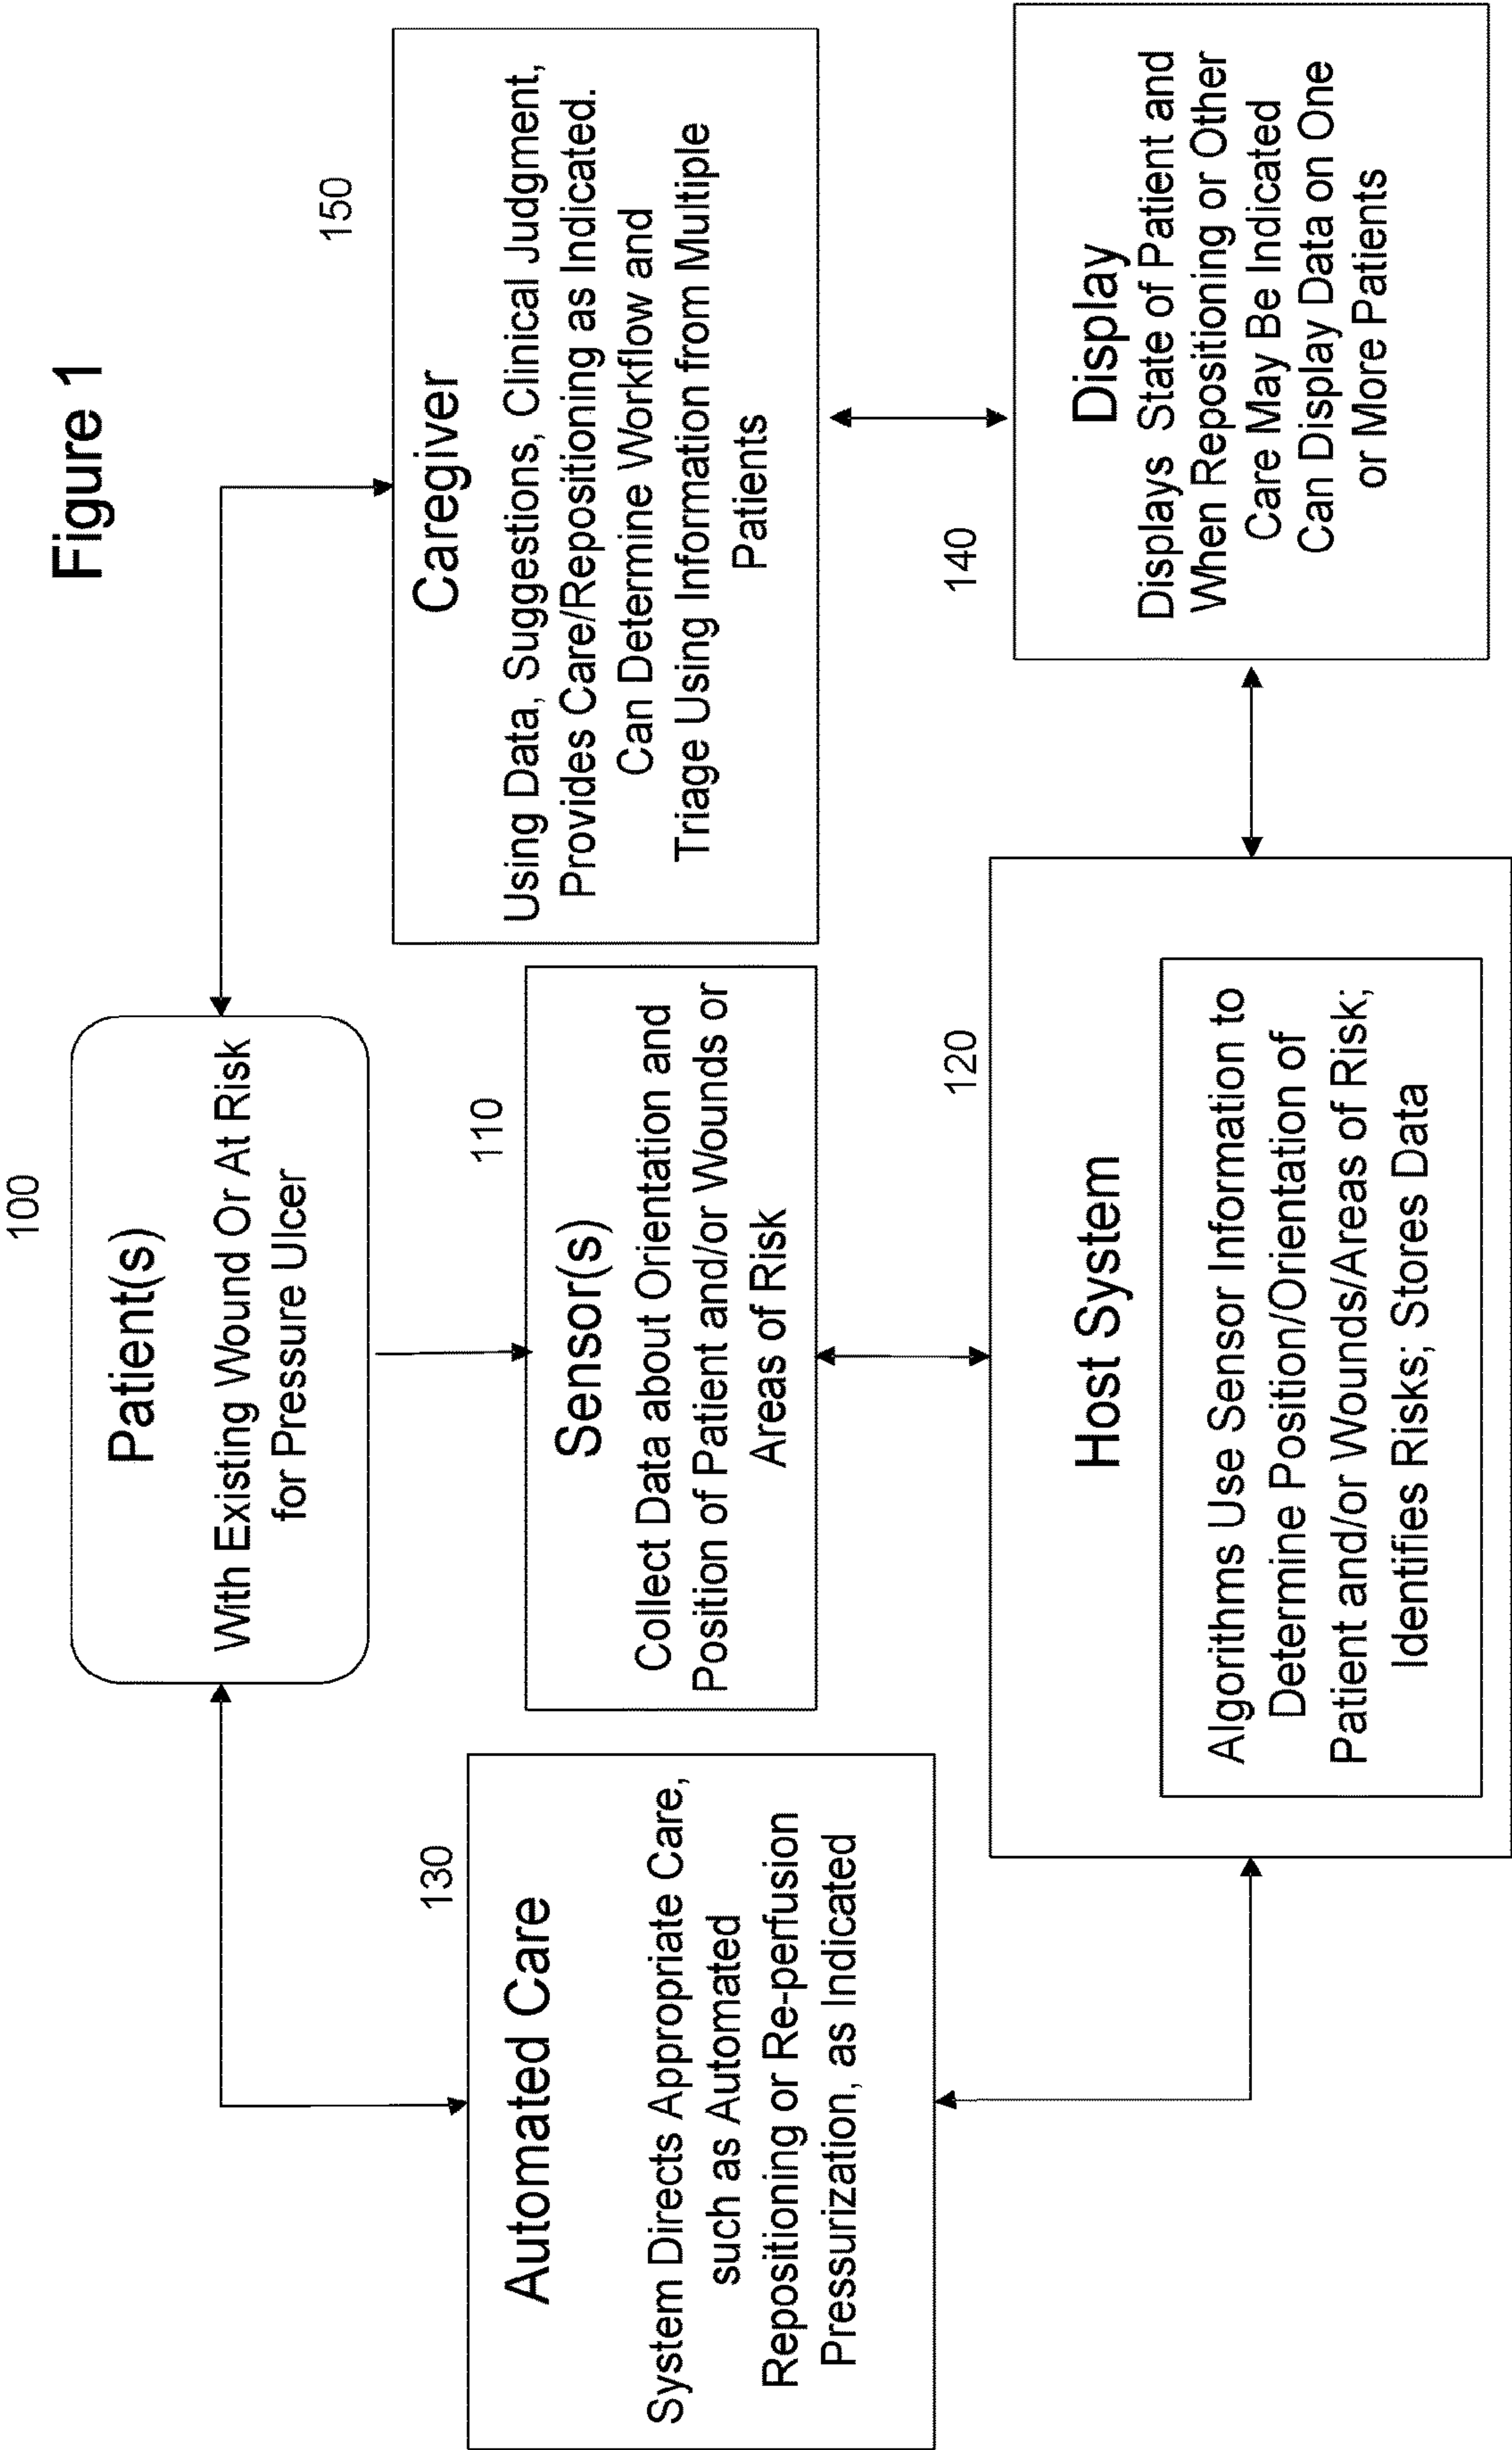 Figure 1
100
Patient(s)
With Existing Wound Or At Risk
for Pressure Ulcer
150
Caregiver
Using Data, Suggestions, Clinical Judgment,
Provides Care/Repositioning as Indicated.
Can Determine Workflow and
Triage Using Information from Multiple
Patients
110
Sensor(s)
Collect Data about Orientation and
Position of Patient and/or Wounds or
Areas of Risk
130
Automated Care
System Directs Appropriate Care,
such as Automated
Repositioning or Re-perfusion
Pressurization, as Indicated
120
Host System
Algorithms Use Sensor Information to
Determine Position/Orientation of
Patient and/or Wounds/Areas of Risk;
Identifies Risks; Stores Data
140
Display
Displays State of Patient and
When Repositioning or Other
Care May Be Indicated
Can Display Data on One
or More Patients